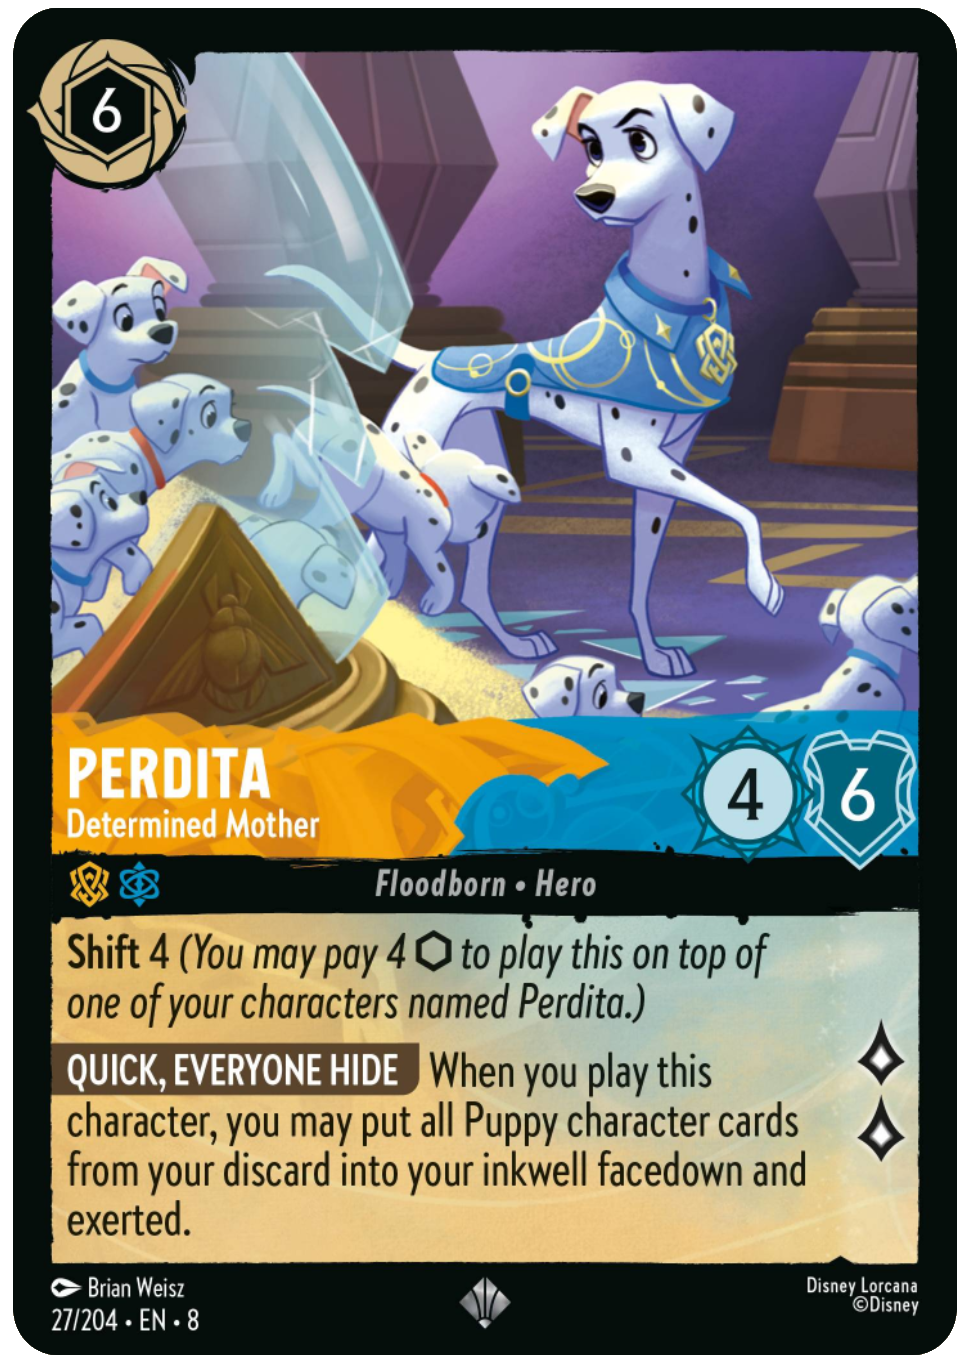 6
PERDITA
Determined Mother
4
6
Floodborn • Hero
Shift 4 (You may pay 4 ⬡ to play this on top of
one of your characters named Perdita.)
QUICK, EVERYONE HIDE When you play this
character, you may put all Puppy character cards
from your discard into your inkwell facedown and
exerted.
Brian Weisz
27/204 • EN • 8
Disney Lorcana
©Disney